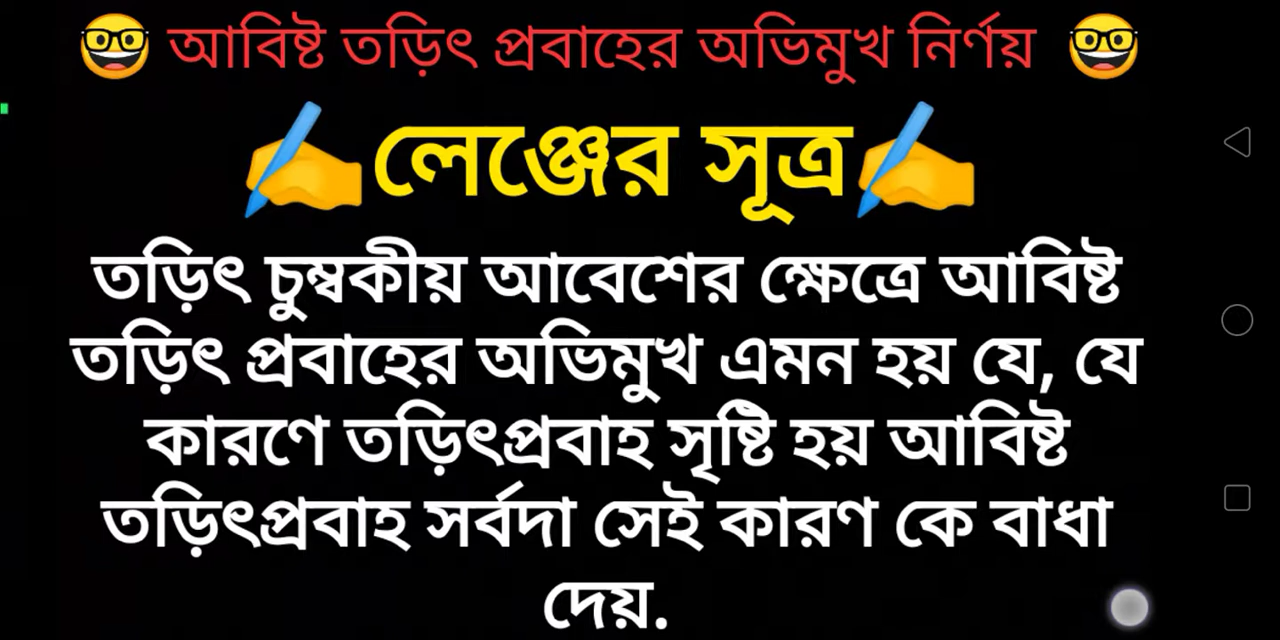 🤓 আবিষ্ট তড়িৎ প্রবাহের অভিমুখ নির্ণয় 🤓
✍️লেঞ্জের সূত্র✍️
তড়িৎ চুম্বকীয় আবেশের ক্ষেত্রে আবিষ্ট
তড়িৎ প্রবাহের অভিমুখ এমন হয় যে, যে
কারণে তড়িৎপ্রবাহ সৃষ্টি হয় আবিষ্ট
তড়িৎপ্রবাহ সর্বদা সেই কারণ কে বাধা
দেয়.